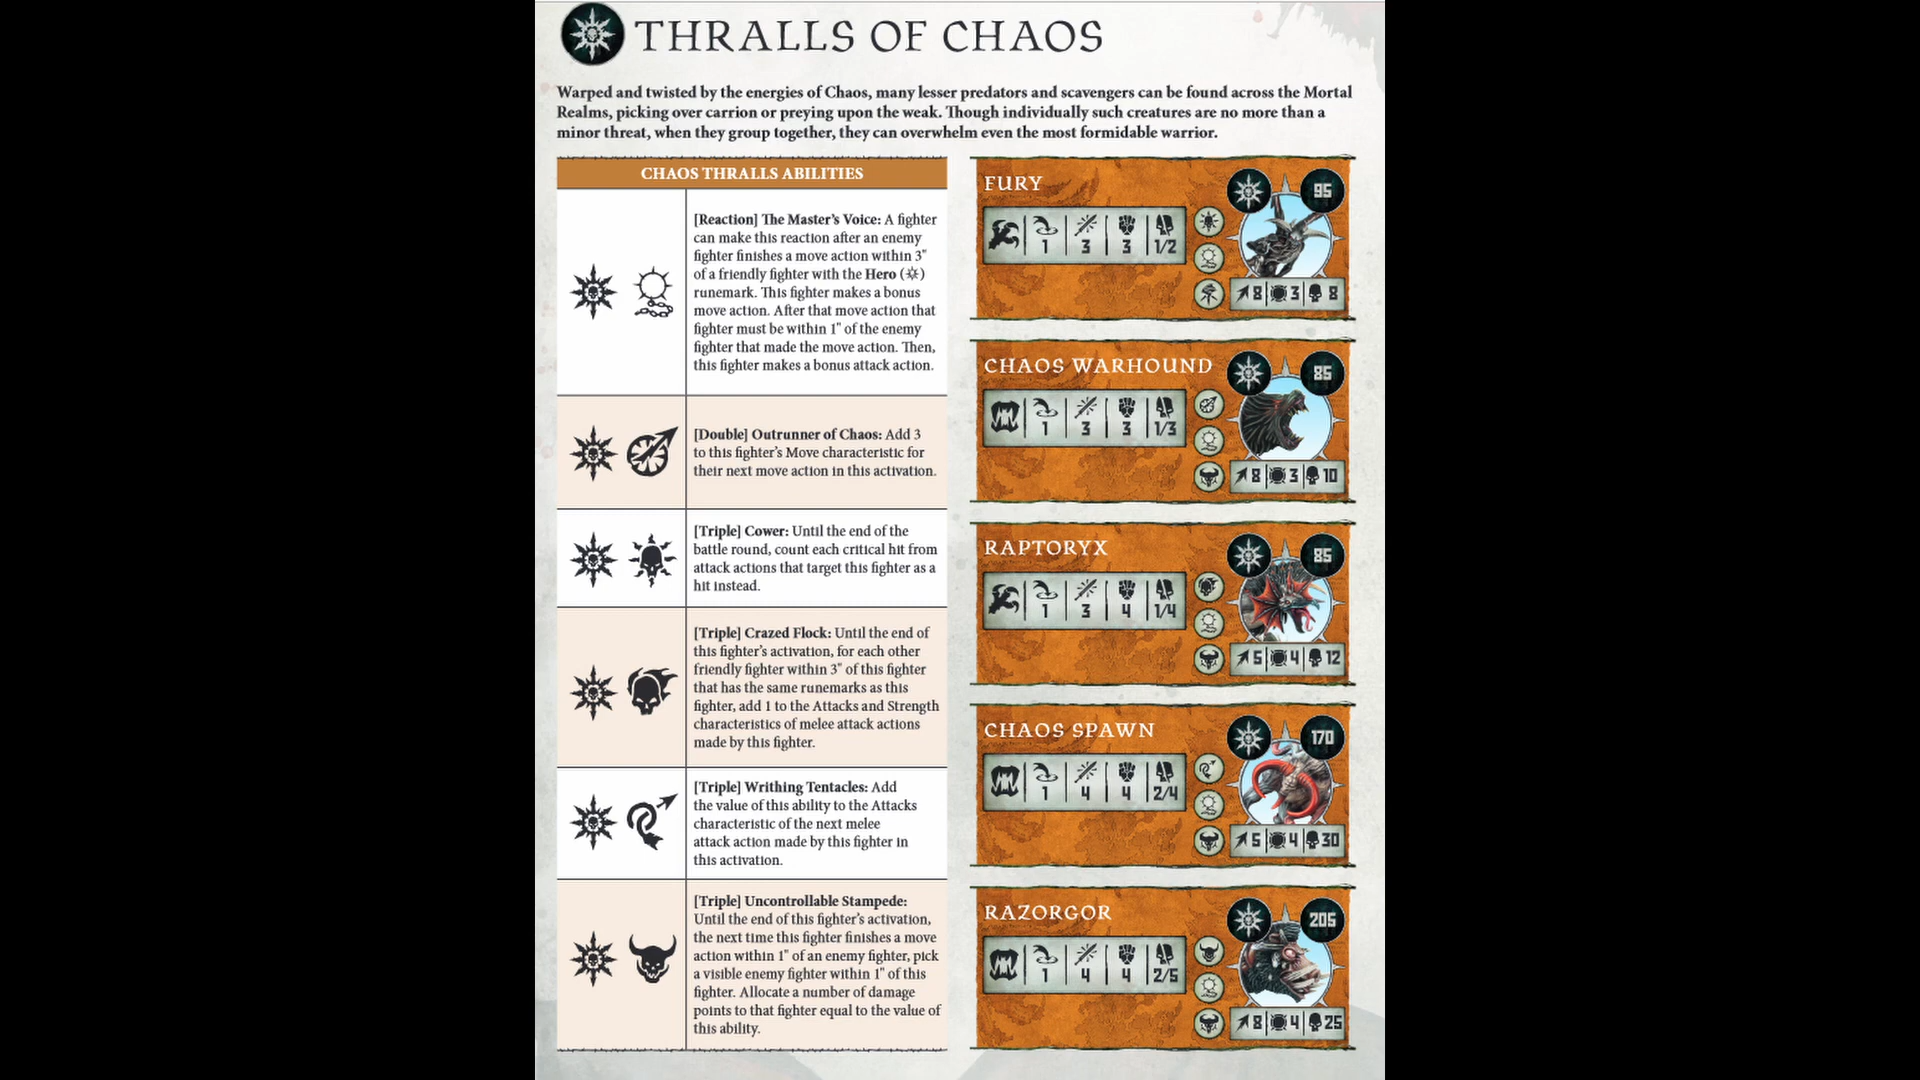 THRALLS OF CHAOS
Warped and twisted by the energies of Chaos, many lesser predators and scavengers can be found across the Mortal
Realms, picking over carrion or preying upon the weak. Though individually such creatures are no more than a
minor threat, when they group together, they can overwhelm even the most formidable warrior.
CHAOS THRALLS ABILITIES
[Reaction] The Master's Voice: A fighter
can make this reaction after an enemy
fighter finishes a move action within 3"
of a friendly fighter with the Hero ( )
runemark. This fighter makes a bonus
move action. After that move action that
fighter must be within 1" of the enemy
fighter that made the move action. Then,
this fighter makes a bonus attack action.
[Double] Outrunner of Chaos: Add 3
to this fighter's Move characteristic for
their next move action in this activation.
[Triple] Cower: Until the end of the
battle round, count each critical hit from
attack actions that target this fighter as a
hit instead.
[Triple] Crazed Flock: Until the end of
this fighter's activation, for each other
friendly fighter within 3" of this fighter
that has the same runemarks as this
fighter, add 1 to the Attacks and Strength
characteristics of melee attack actions
made by this fighter.
[Triple] Writhing Tentacles: Add
the value of this ability to the Attacks
characteristic of the next melee
attack action made by this fighter in
this activation.
[Triple] Uncontrollable Stampede:
Until the end of this fighter's activation,
the next time this fighter finishes a move
action within 1" of an enemy fighter, pick
a visible enemy fighter within 1" of this
fighter. Allocate a number of damage
points to that fighter equal to the value of
this ability.
FURY
95
1 3 3 1/2
8 3 8
CHAOS WARHOUND
85
1 3 3 1/3
8 3 10
RAPTORYX
85
1 3 4 1/4
5 4 12
CHAOS SPAWN
170
1 4 4 2/4
5 4 30
RAZORGOR
205
1 4 4 2/5
8 4 25